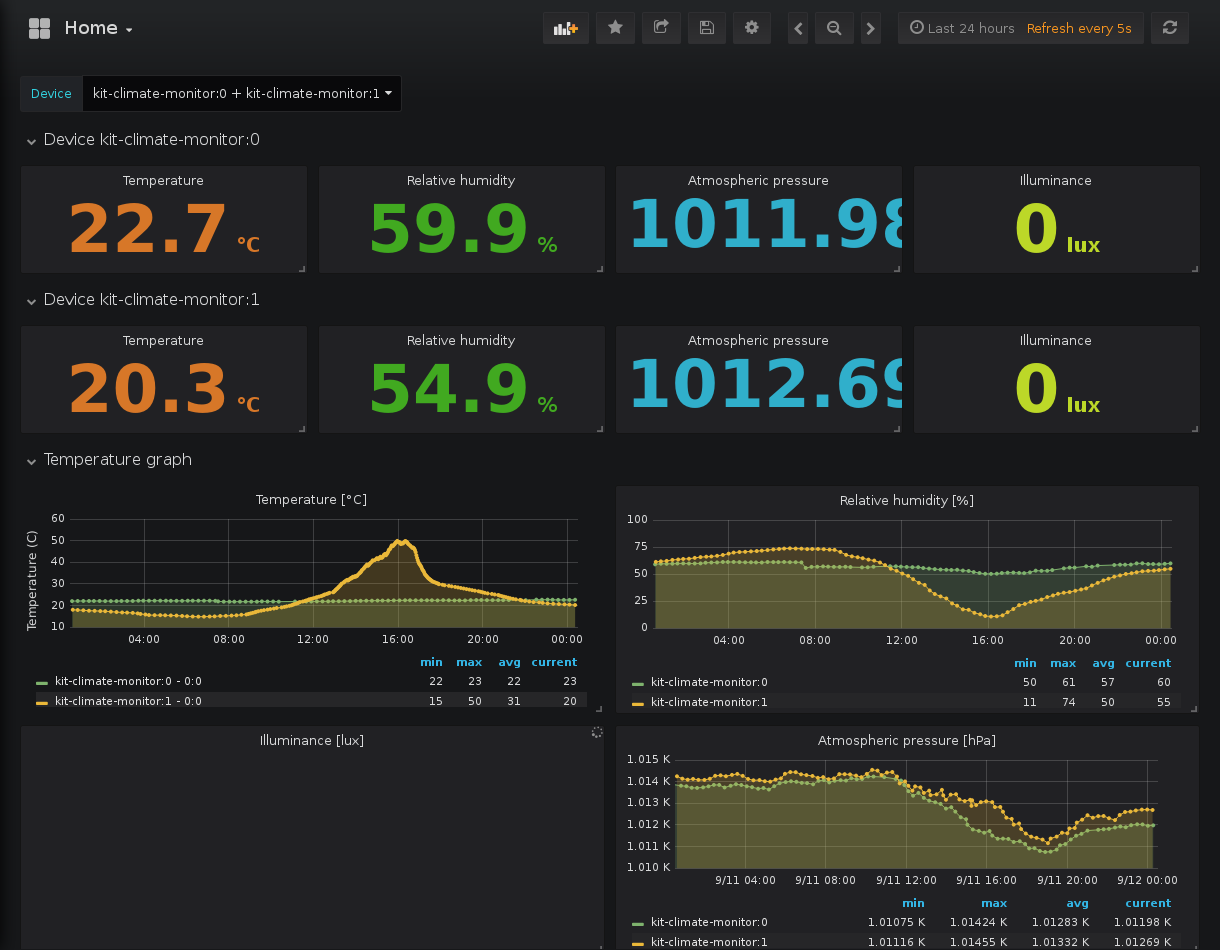 Home
Last 24 hours Refresh every 5s
Device kit-climate-monitor:0 + kit-climate-monitor:1
Device kit-climate-monitor:0
Temperature Relative humidity Atmospheric pressure Illuminance
22.7 °C 59.9 % 1011.98 0 lux
Device kit-climate-monitor:1
Temperature Relative humidity Atmospheric pressure Illuminance
20.3 °C 54.9 % 1012.69 0 lux
Temperature graph
Temperature [°C]
Temperature (C)
60
50
40
30
20
10
04:00 08:00 12:00 16:00 20:00 00:00
min max avg current
kit-climate-monitor:0 - 0:0 22 23 22 23
kit-climate-monitor:1 - 0:0 15 50 31 20
Relative humidity [%]
100
75
50
25
0
04:00 08:00 12:00 16:00 20:00 00:00
min max avg current
kit-climate-monitor:0 50 61 57 60
kit-climate-monitor:1 11 74 50 55
Illuminance [lux]
Atmospheric pressure [hPa]
1.015 K
1.014 K
1.013 K
1.012 K
1.011 K
1.010 K
9/11 04:00 9/11 08:00 9/11 12:00 9/11 16:00 9/11 20:00 9/12 00:00
min max avg current
kit-climate-monitor:0 1.01075 K 1.01424 K 1.01283 K 1.01198 K
kit-climate-monitor:1 1.01116 K 1.01455 K 1.01332 K 1.01269 K